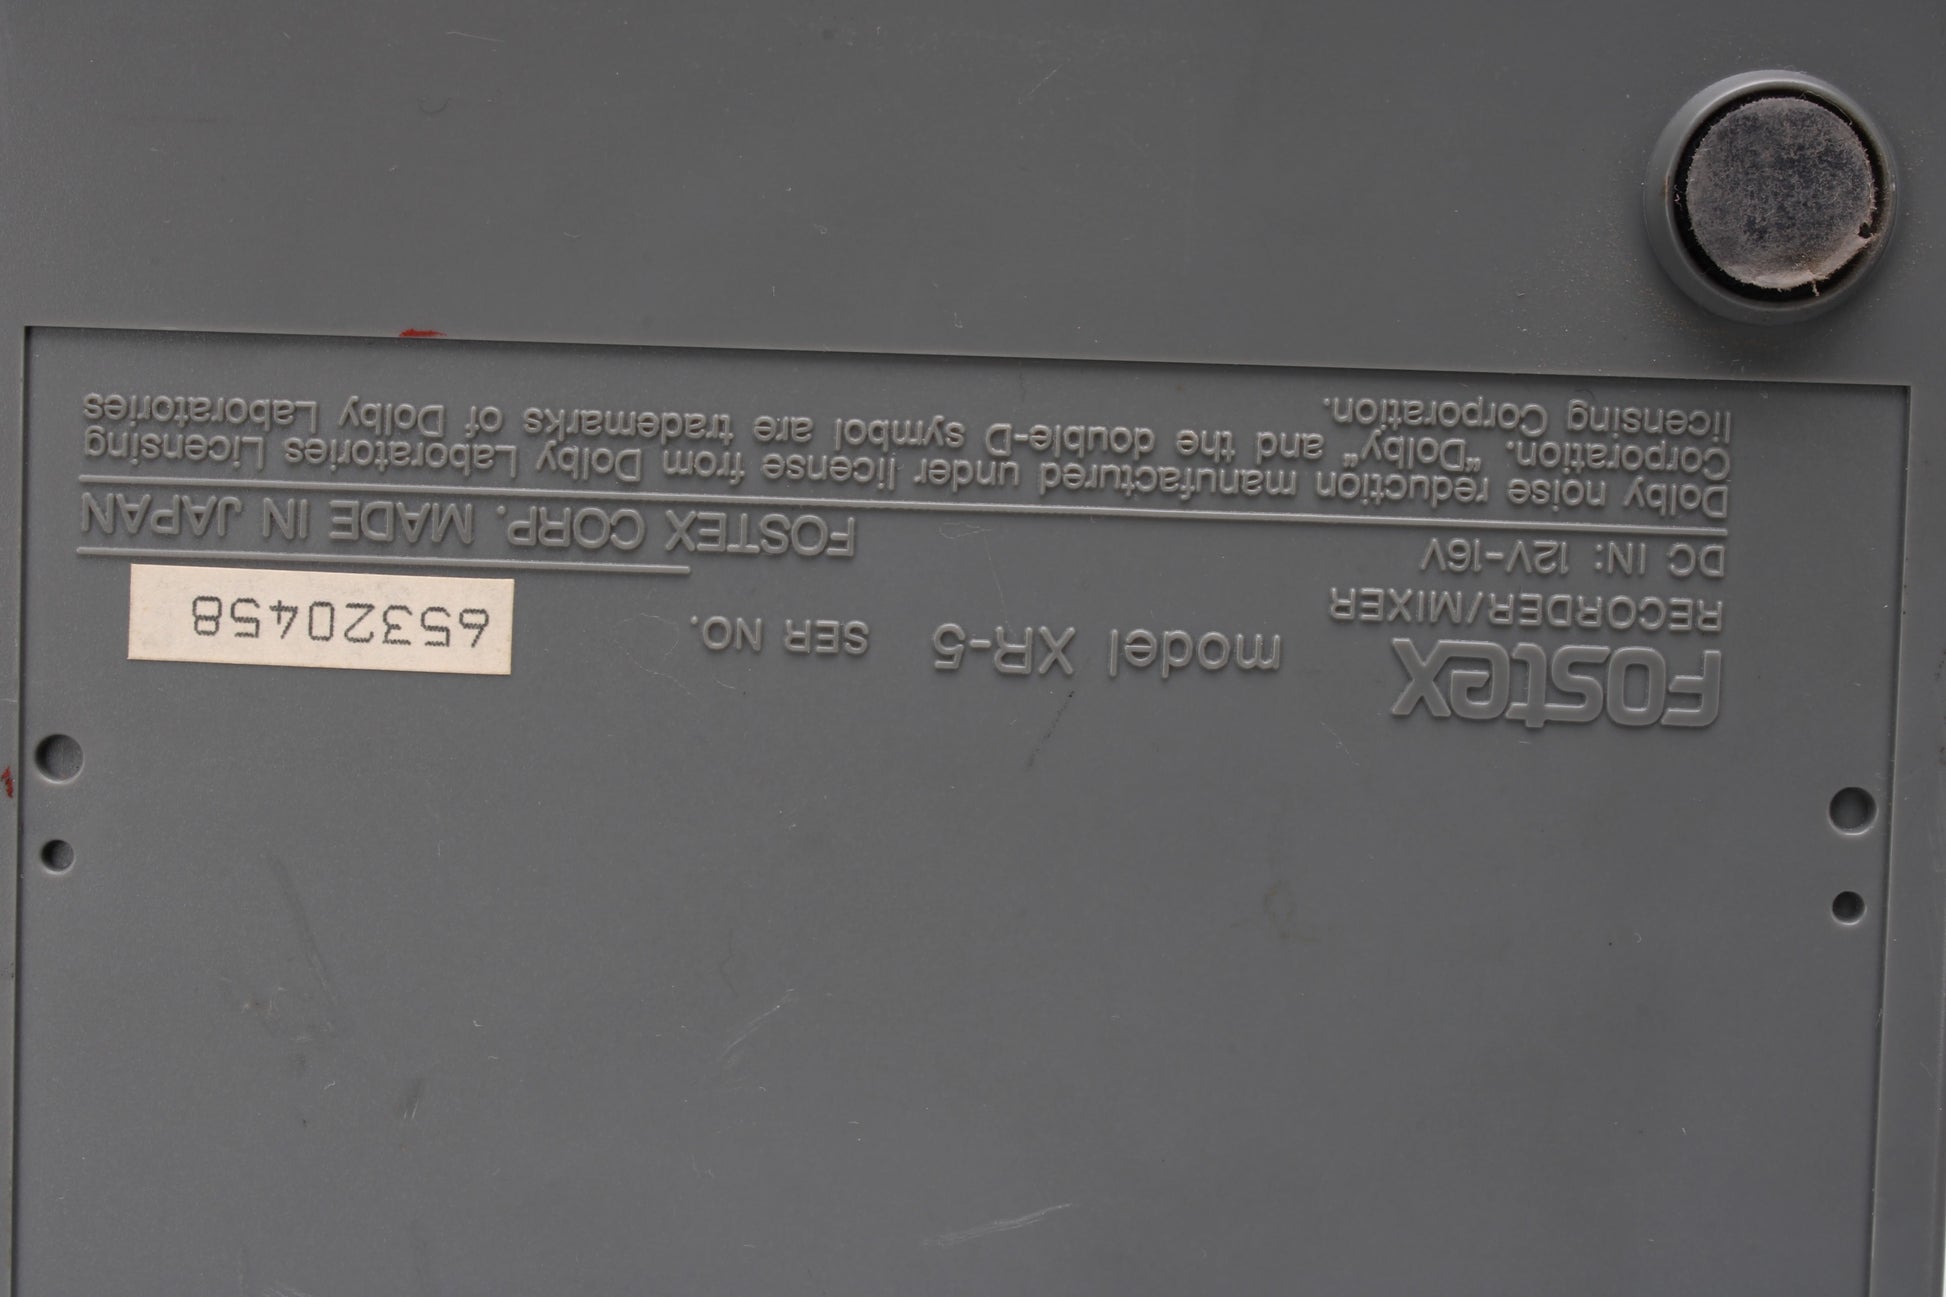 Fostex
RECORDER/MIXER
model XR-5 SER NO. 65320458
DC IN: 12V-16V
FOSTEX CORP. MADE IN JAPAN
Dolby noise reduction manufactured under license from Dolby Laboratories Licensing
Corporation. "Dolby" and the double-D symbol are trademarks of Dolby Laboratories
licensing Corporation.